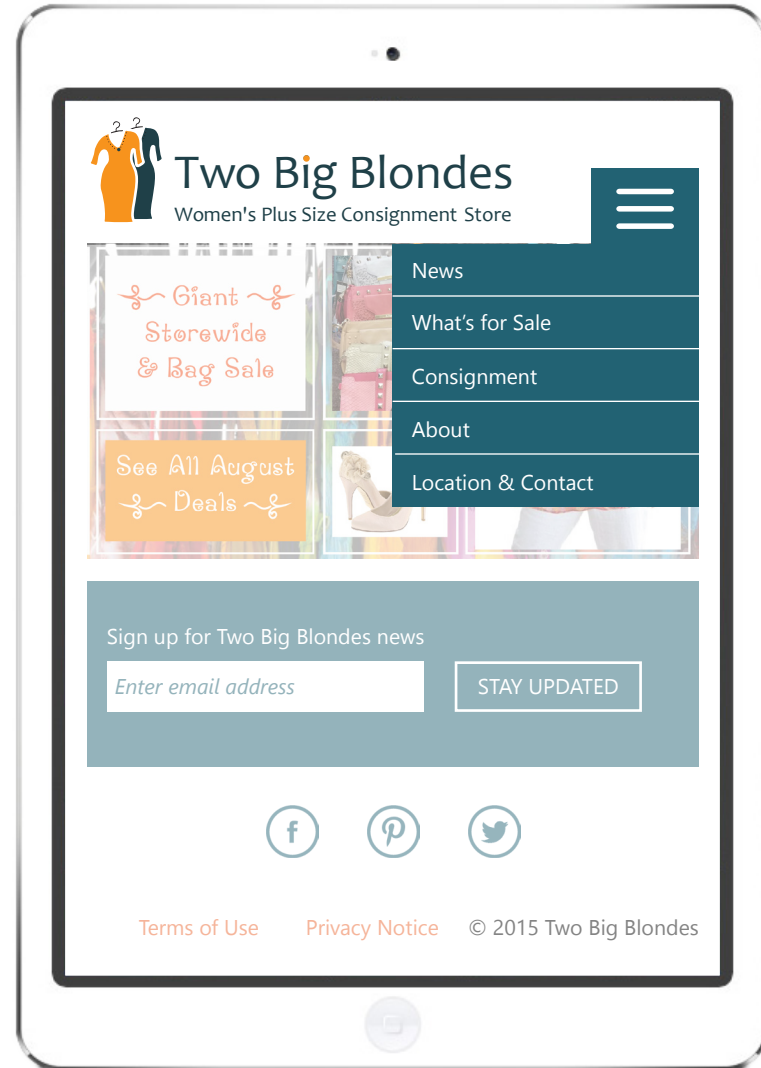 Two Big Blondes
Women's Plus Size Consignment Store
News
What's for Sale
Consignment
About
Location & Contact
Giant
Storewide
& Bag Sale
See All August
Deals
Sign up for Two Big Blondes news
Enter email address
STAY UPDATED
Terms of Use
Privacy Notice
© 2015 Two Big Blondes